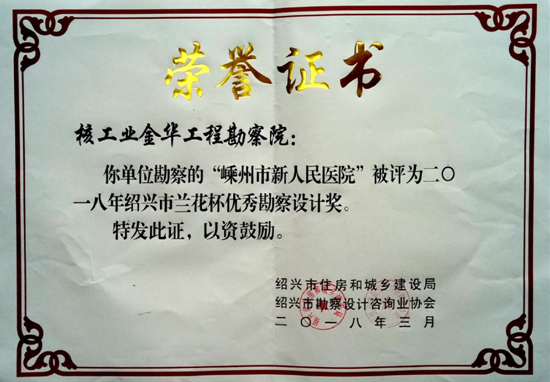 荣誉证书
核工业金华工程勘察院：
你单位勘察的“嵊州市新人民医院”被评为二〇
一八年绍兴市兰花杯优秀勘察设计奖。
特发此证，以资鼓励。
绍兴市住房和城乡建设局
绍兴市勘察设计咨询业协会
二〇一八年三月